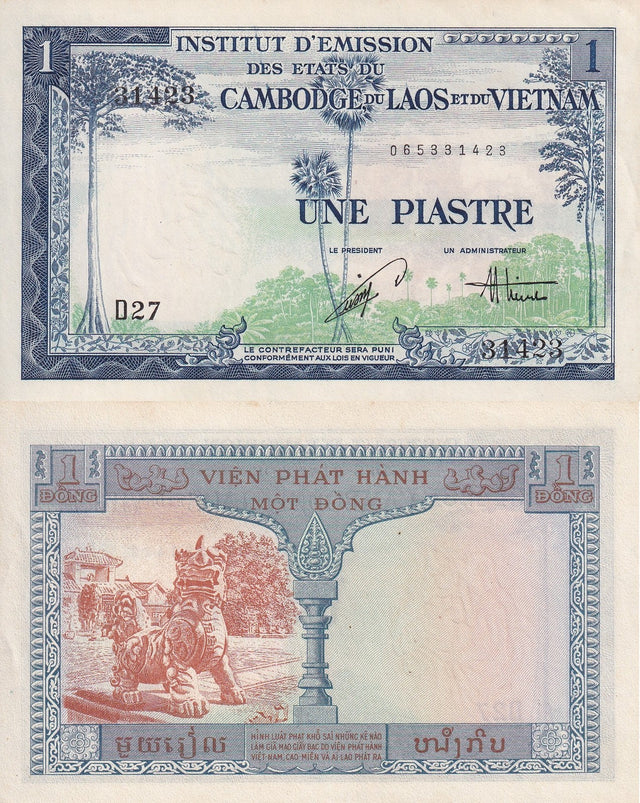 1
1
INSTITUT D'EMISSION
DES ETATS DU
CAMBODGE, DU LAOS ET DU VIETNAM
31423
065331423
UNE PIASTRE
LE PRESIDENT
UN ADMINISTRATEUR
D27
31423
LE CONTREFACTEUR SERA PUNI
CONFORMÉMENT AUX LOIS EN VIGUEUR
1
ĐỒNG
1
ĐỒNG
VIỆN PHÁT HÀNH
MỘT ĐỒNG
មួយរៀល
HÌNH LUẬT PHẠT KHỔ SAI NHỮNG KẺ NÀO
LÀM GIẢ MẠO GIẤY BẠC DO VIỆN PHÁT HÀNH
VIỆT-NAM, CAO-MIÊN VÀ AI-LAO PHÁT RA
ໜຶ່ງກີບ